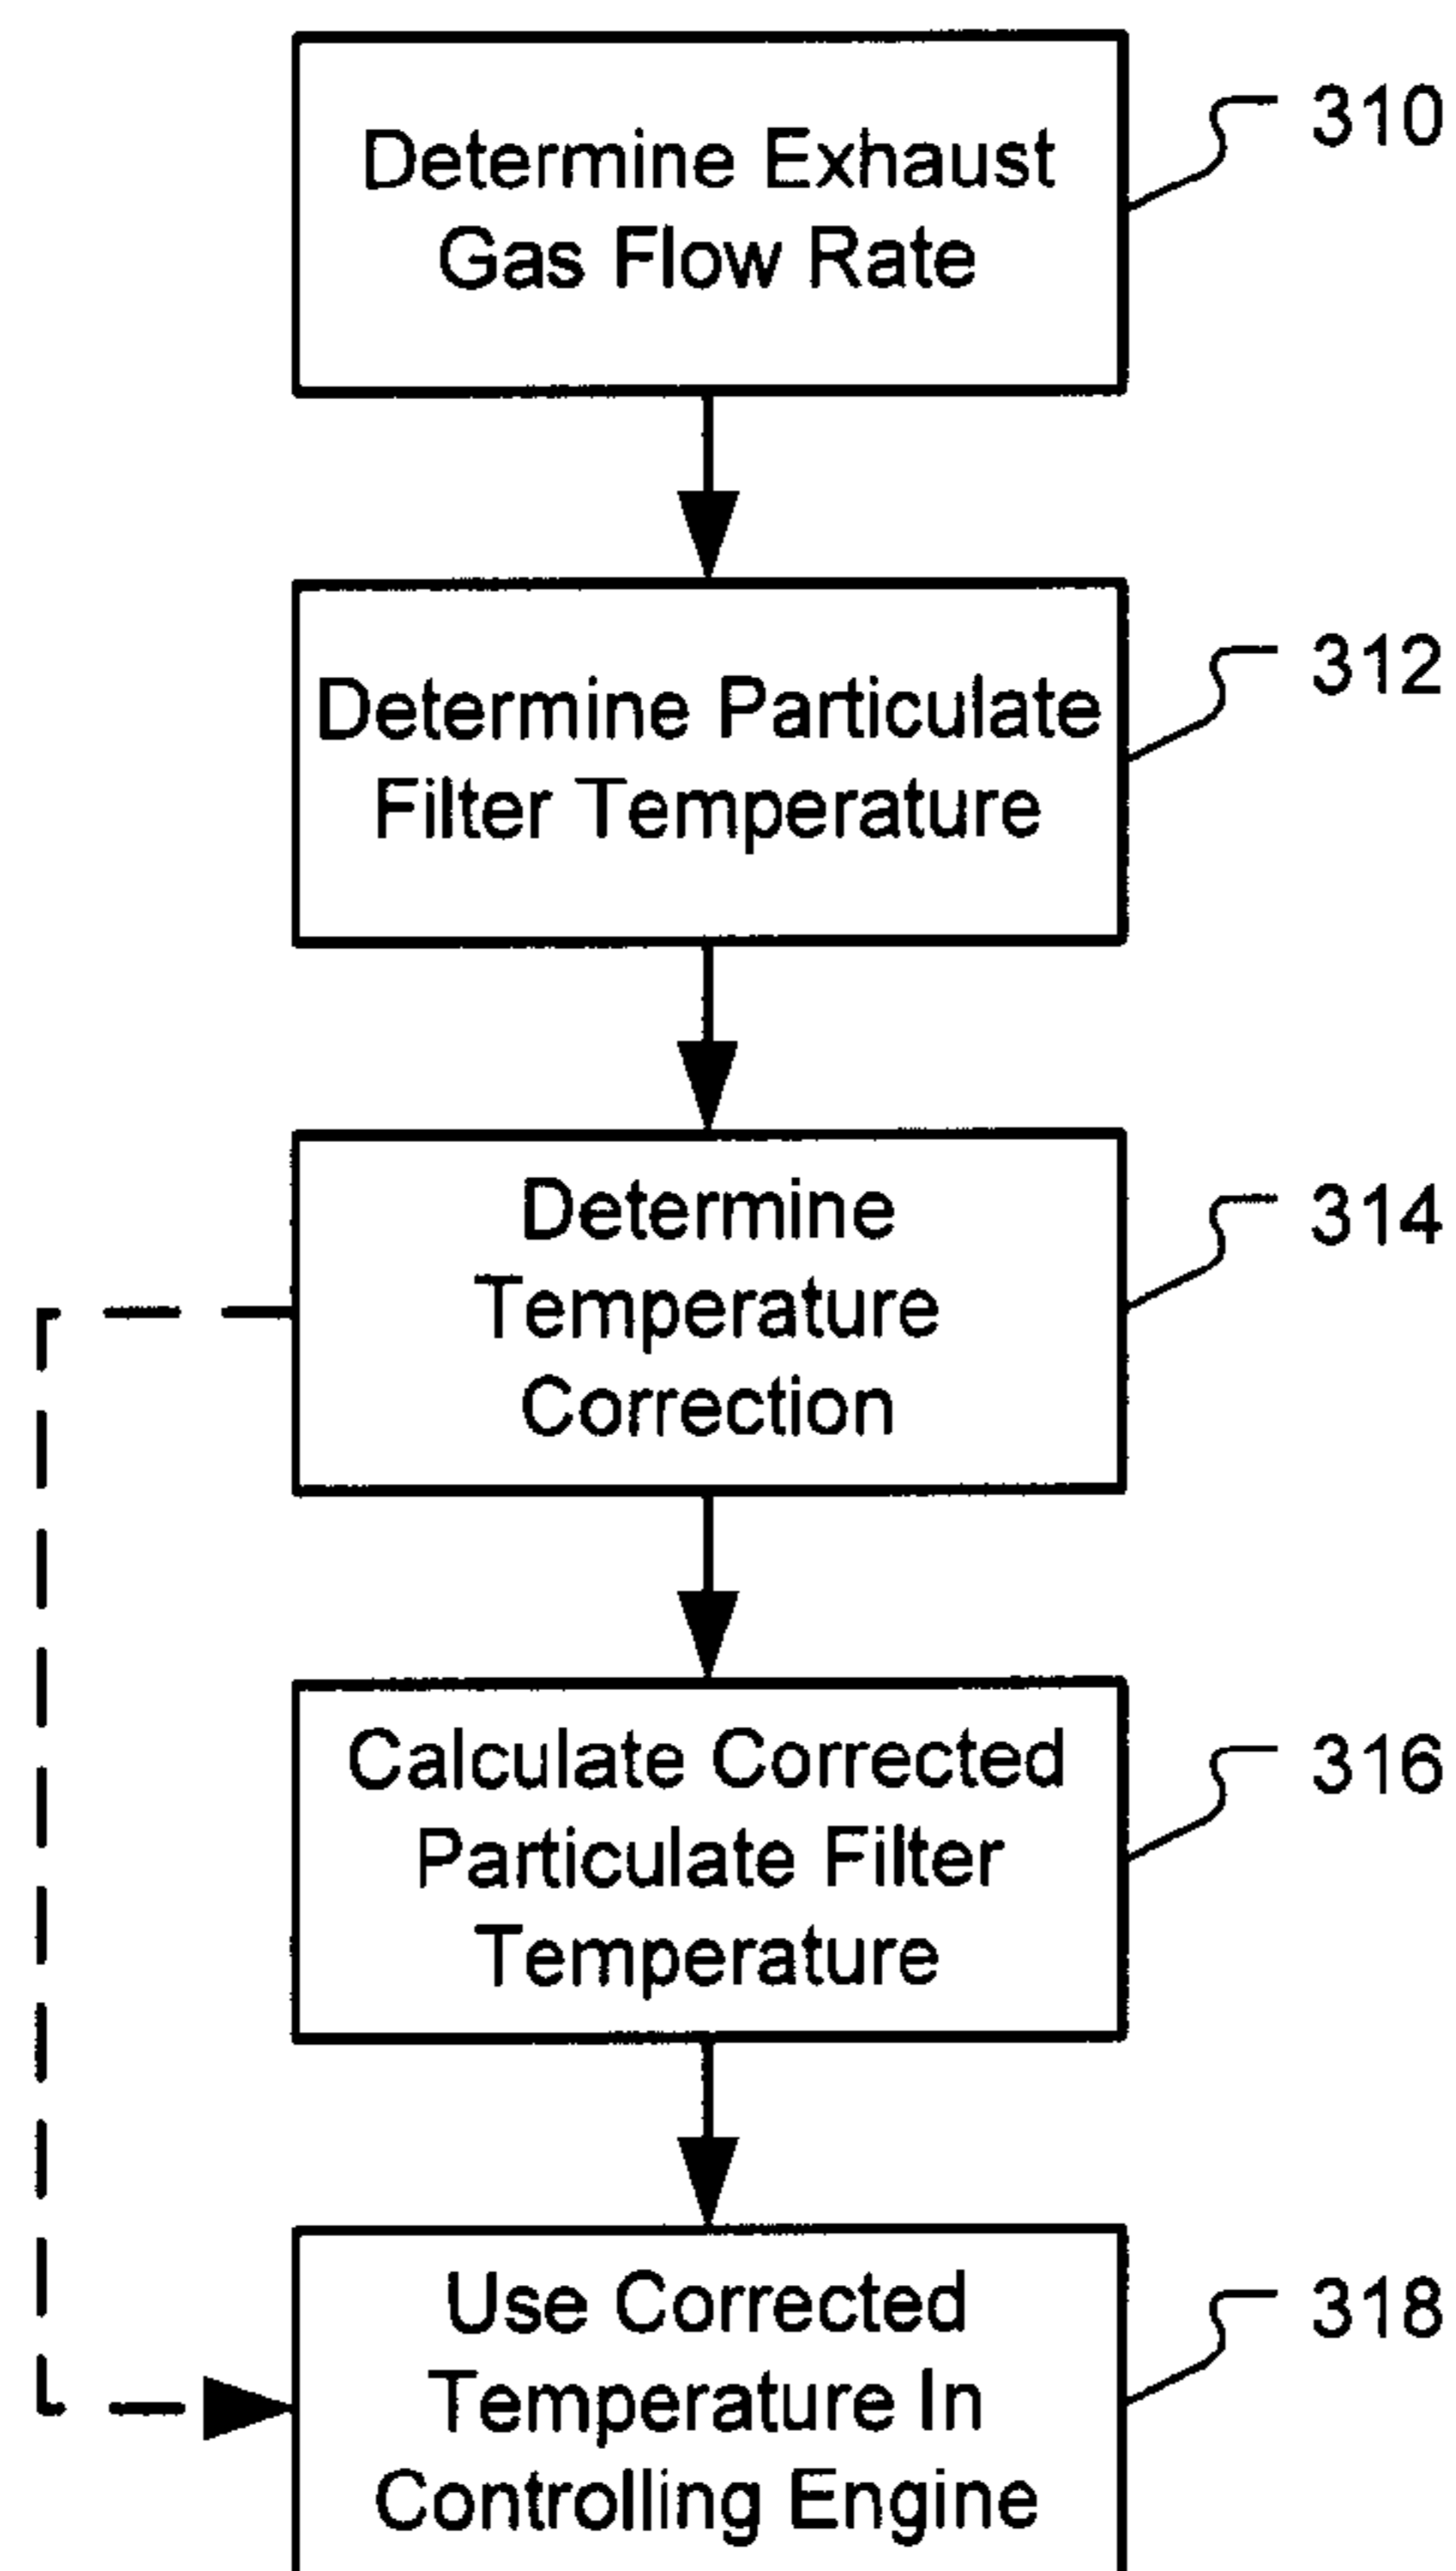 Determine Exhaust
Gas Flow Rate
310
Determine Particulate
Filter Temperature
312
Determine
Temperature
Correction
314
Calculate Corrected
Particulate Filter
Temperature
316
Use Corrected
Temperature In
Controlling Engine
318